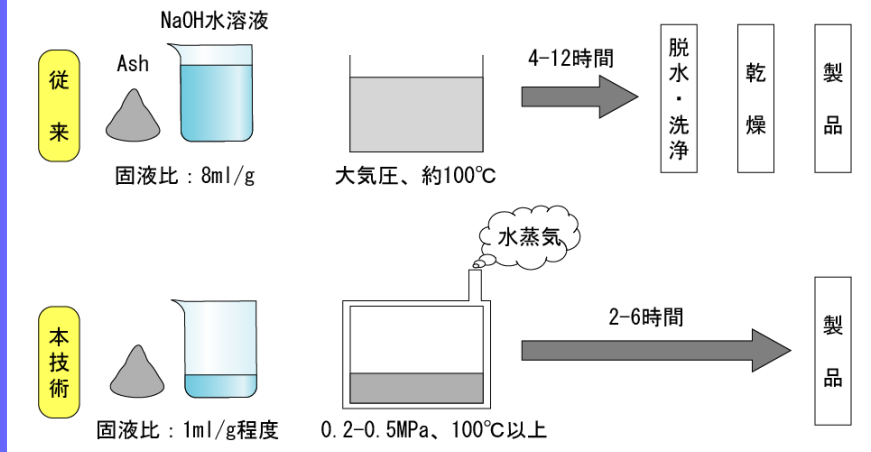 NaOH水溶液
従来
Ash
固液比：8ml/g
大気圧、約100℃
4-12時間
脱水・洗浄
乾燥
製品
水蒸気
本技術
固液比：1ml/g程度
0.2-0.5MPa、100℃以上
2-6時間
製品